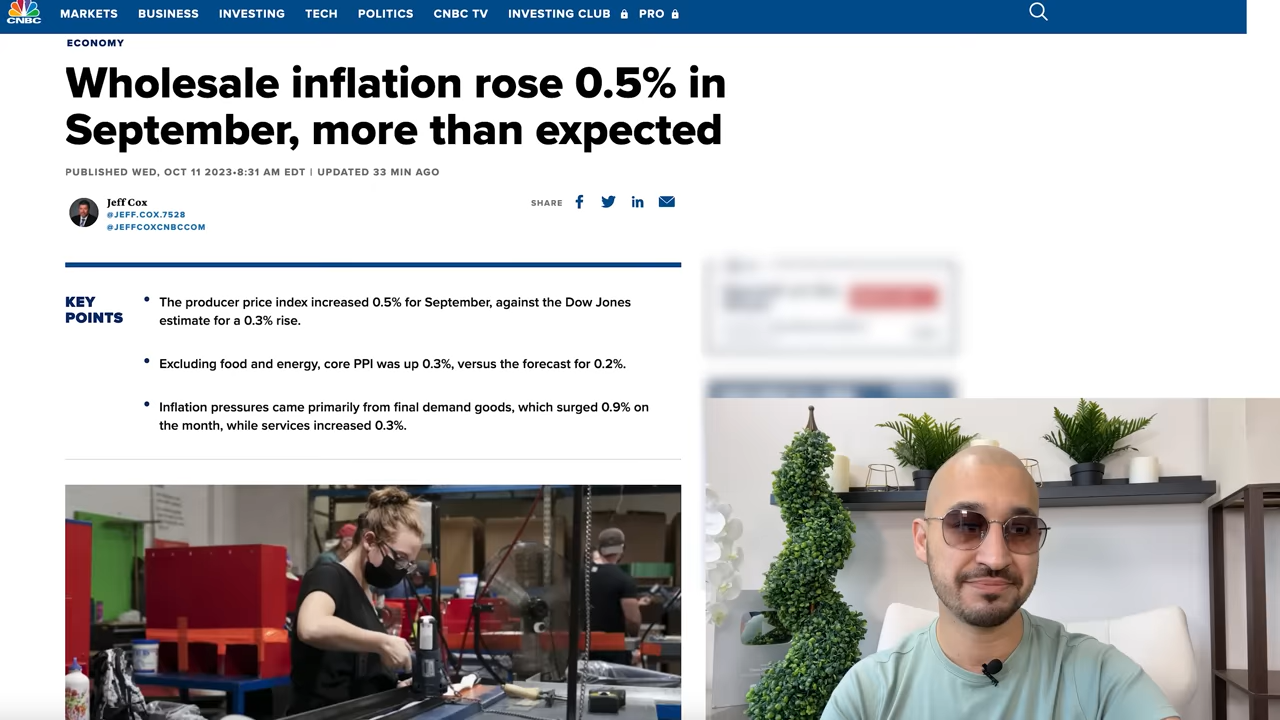 CNBC
MARKETS BUSINESS INVESTING TECH POLITICS CNBC TV INVESTING CLUB PRO
ECONOMY
Wholesale inflation rose 0.5% in
September, more than expected
PUBLISHED WED, OCT 11 2023•8:31 AM EDT | UPDATED 33 MIN AGO
Jeff Cox
@JEFF.COX.7528
@JEFFCOXCNBCCOM
SHARE
KEY
POINTS
• The producer price index increased 0.5% for September, against the Dow Jones
estimate for a 0.3% rise.
• Excluding food and energy, core PPI was up 0.3%, versus the forecast for 0.2%.
• Inflation pressures came primarily from final demand goods, which surged 0.9% on
the month, while services increased 0.3%.